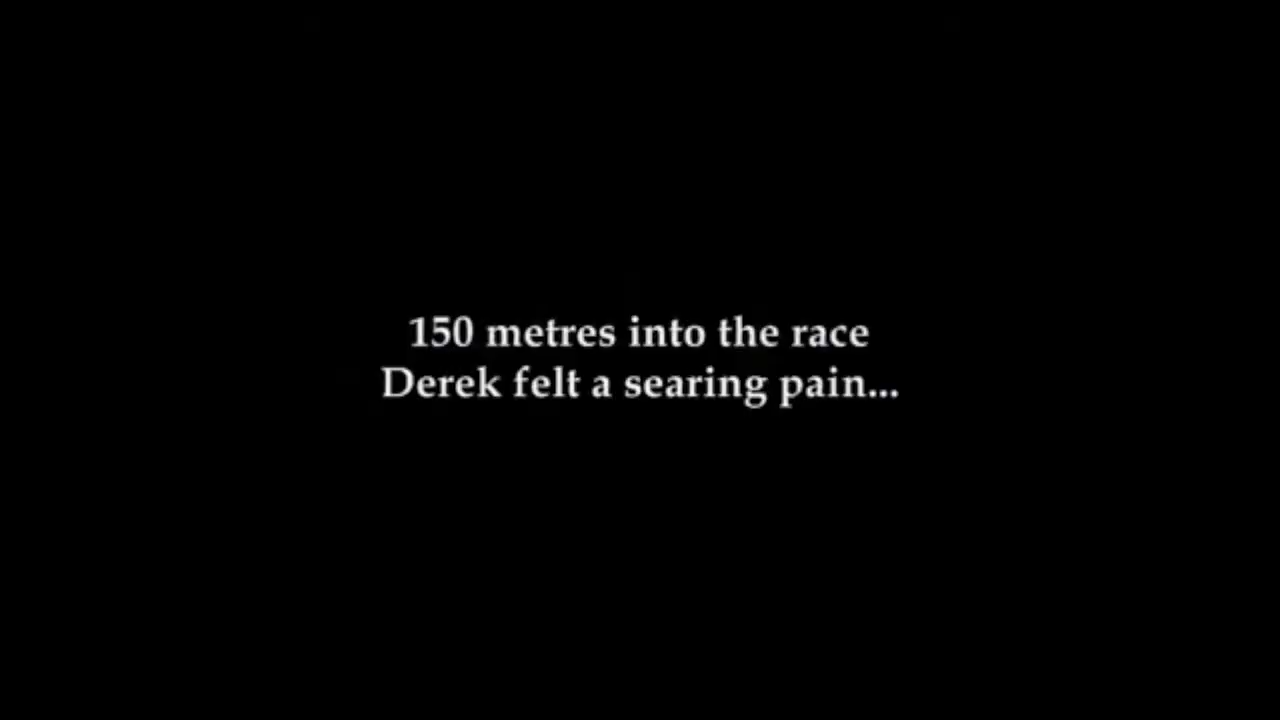 150 metres into the race
Derek felt a searing pain...